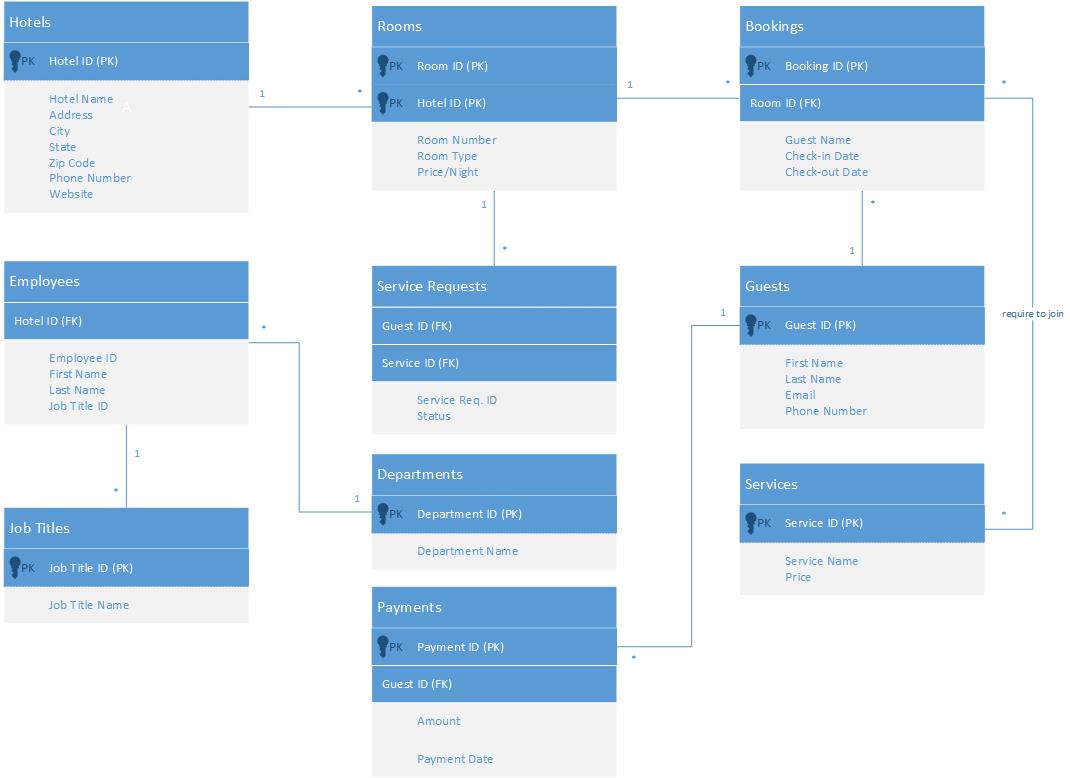 Hotels
PK Hotel ID (PK)
Hotel Name
A
Address
City
State
Zip Code
Phone Number
Website
1
*
Rooms
PK Room ID (PK)
PK Hotel ID (PK)
Room Number
Room Type
Price/Night
1
*
Bookings
PK Booking ID (PK)
Room ID (FK)
Guest Name
Check-in Date
Check-out Date
*
1
*
*
1
require to join
Employees
Hotel ID (FK)
Employee ID
First Name
Last Name
Job Title ID
*
1
*
Service Requests
Guest ID (FK)
Service ID (FK)
Service Req. ID
Status
Guests
PK Guest ID (PK)
First Name
Last Name
Email
Phone Number
1
Departments
1
PK Department ID (PK)
Department Name
Services
PK Service ID (PK)
Service Name
Price
*
Job Titles
PK Job Title ID (PK)
Job Title Name
Payments
PK Payment ID (PK)
Guest ID (FK)
Amount
Payment Date
*